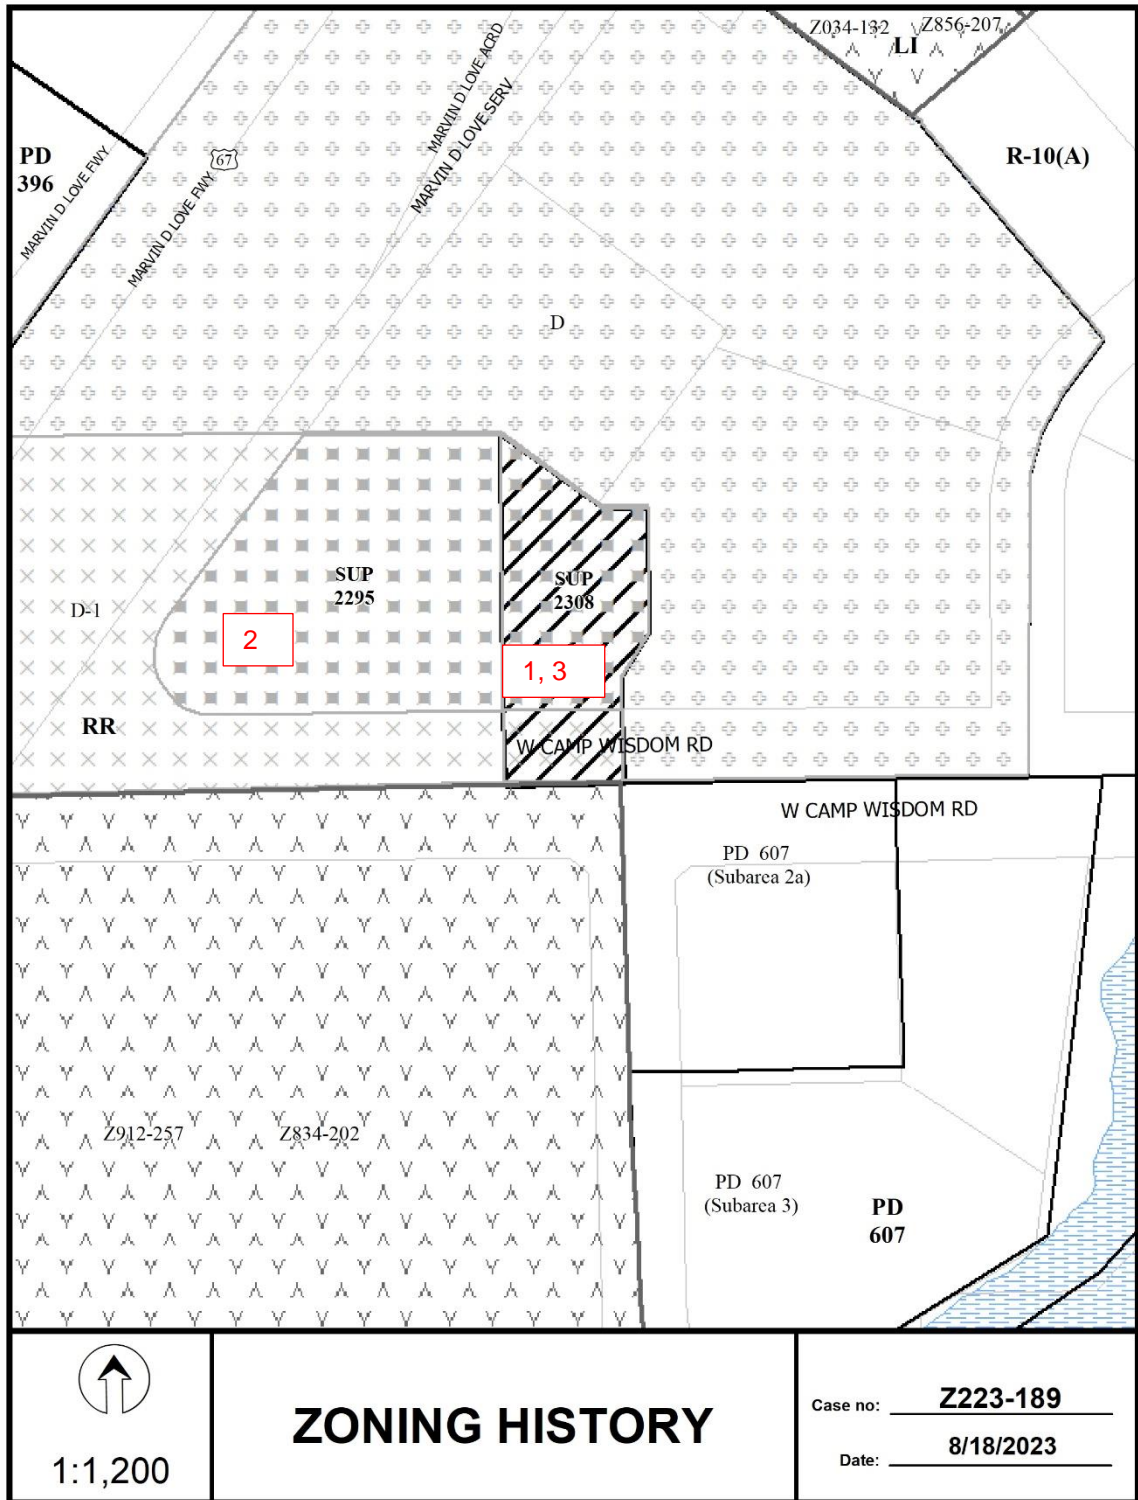 Z034-132
Z856-207
LI
MARVIN D LOVE ACRD
MARVIN D LOVE SERV
PD
396
67
MARVIN D LOVE FWY
MARVIN D LOVE FWY
R-10(A)
D
SUP
2295
SUP
2308
D-1
2
1, 3
RR
W CAMP WISDOM RD
W CAMP WISDOM RD
PD 607
(Subarea 2a)
Z912-257
Z834-202
PD 607
(Subarea 3)
PD
607
1:1,200
ZONING HISTORY
Case no: Z223-189
Date: 8/18/2023